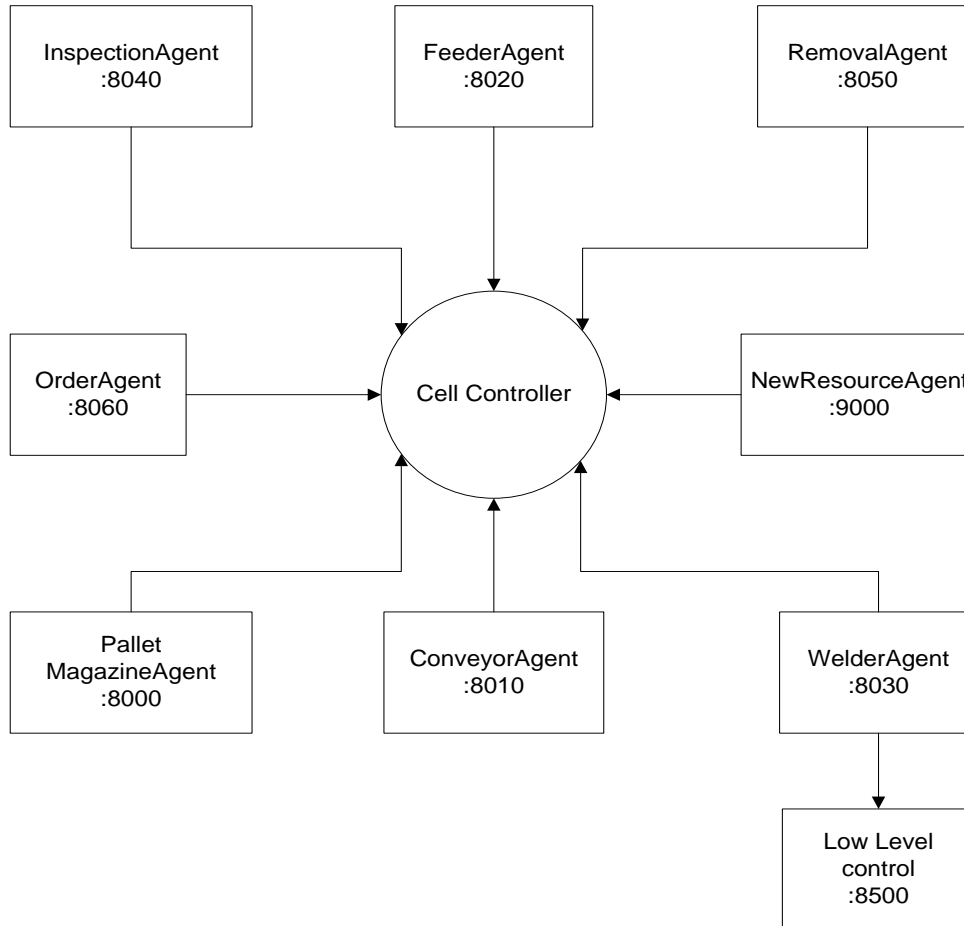 InspectionAgent
:8040
FeederAgent
:8020
RemovalAgent
:8050
OrderAgent
:8060
Cell Controller
NewResourceAgent
:9000
Pallet
MagazineAgent
:8000
ConveyorAgent
:8010
WelderAgent
:8030
Low Level
control
:8500